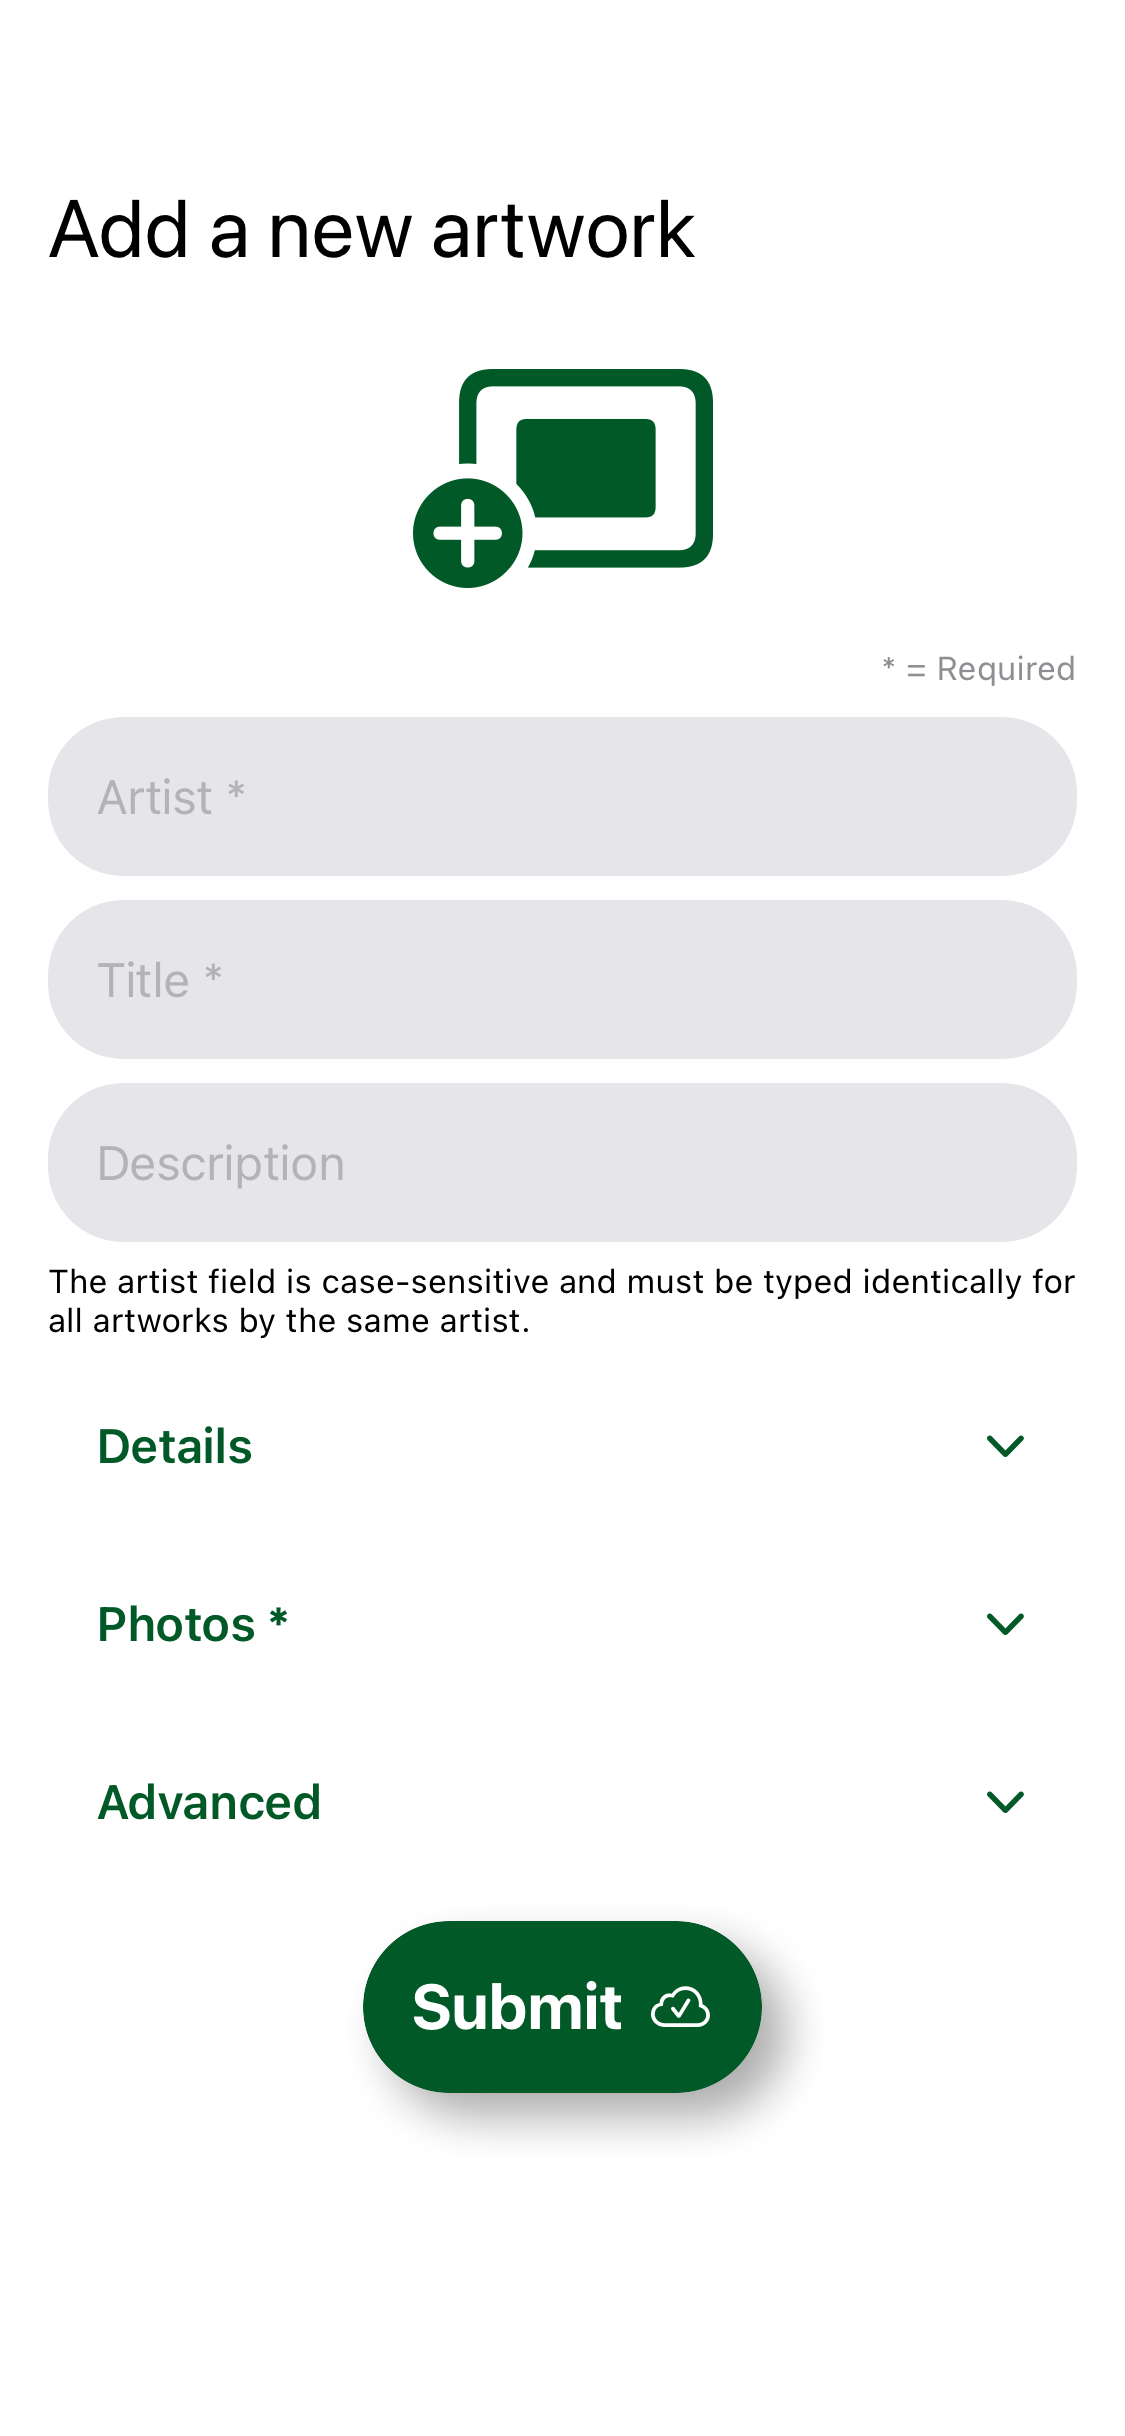 Add a new artwork
* = Required
Artist *
Title *
Description
The artist field is case-sensitive and must be typed identically for
all artworks by the same artist.
Details
Photos *
Advanced
Submit